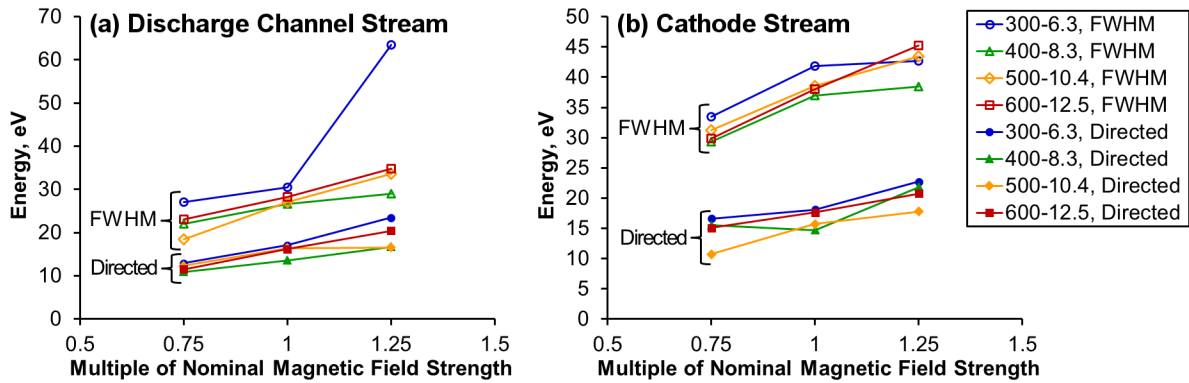 (a) Discharge Channel Stream
Energy, eV
70
60
50
40
30
20
10
0
FWHM
Directed
0.5
0.75
1
1.25
1.5
Multiple of Nominal Magnetic Field Strength
(b) Cathode Stream
Energy, eV
50
45
40
35
30
25
20
15
10
5
0
FWHM
Directed
0.5
0.75
1
1.25
1.5
Multiple of Nominal Magnetic Field Strength
300-6.3, FWHM
400-8.3, FWHM
500-10.4, FWHM
600-12.5, FWHM
300-6.3, Directed
400-8.3, Directed
500-10.4, Directed
600-12.5, Directed